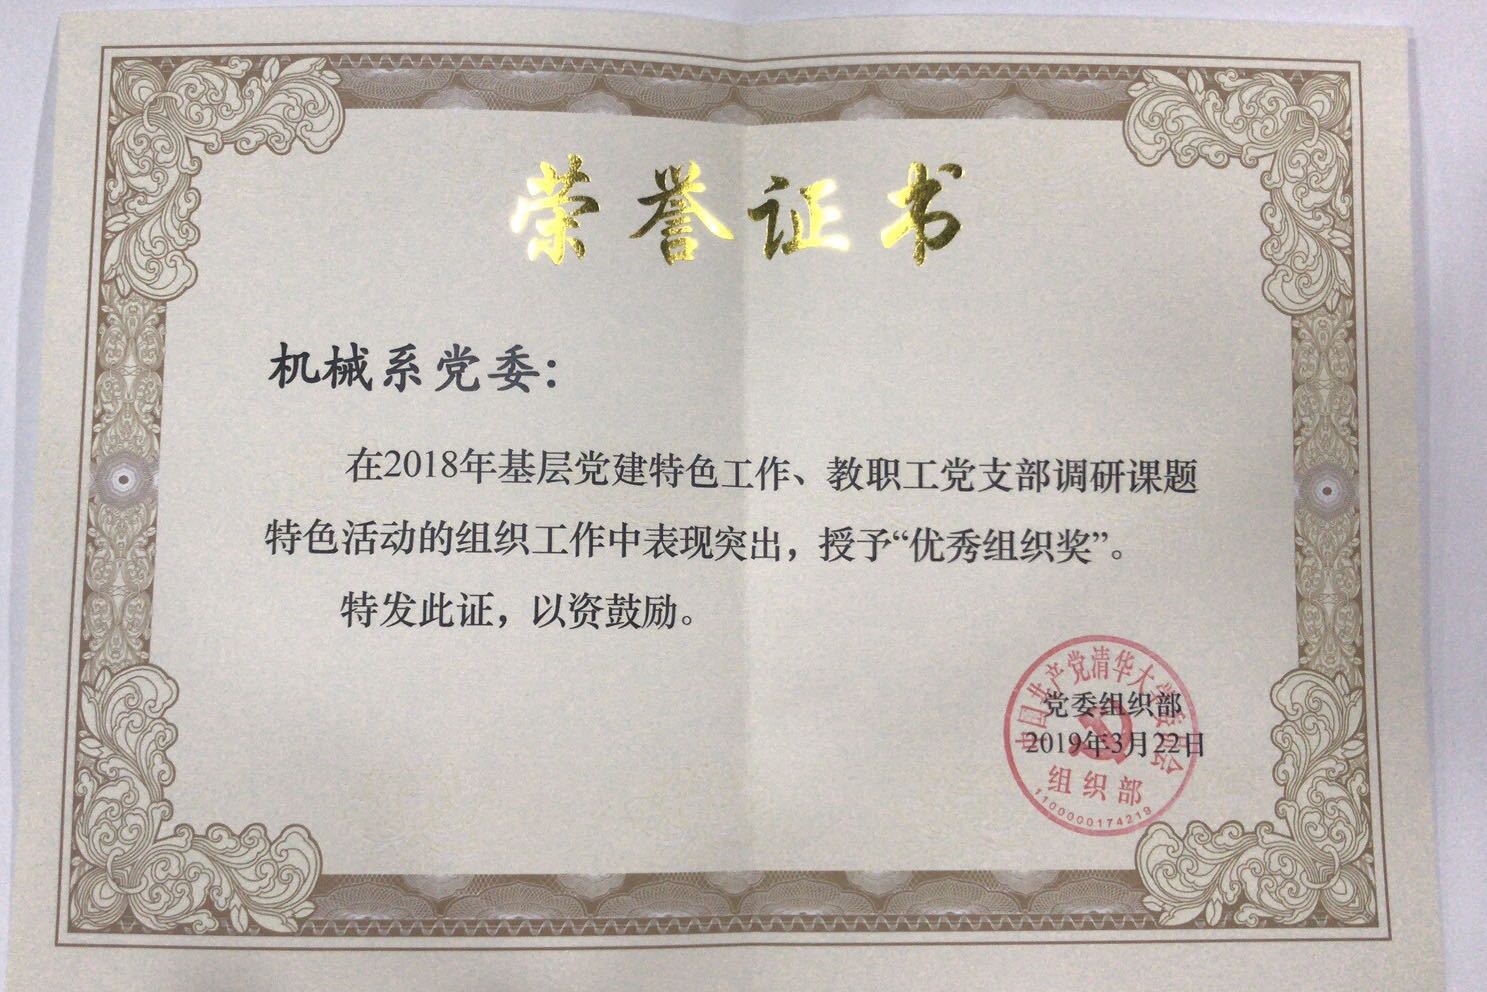 荣誉证书
机械系党委：
在2018年基层党建特色工作、教职工党支部调研课题
特色活动的组织工作中表现突出，授予“优秀组织奖”。
特发此证，以资鼓励。
党委组织部
2019年3月22日
中国共产党清华大学委员会
组织部
1100000174219